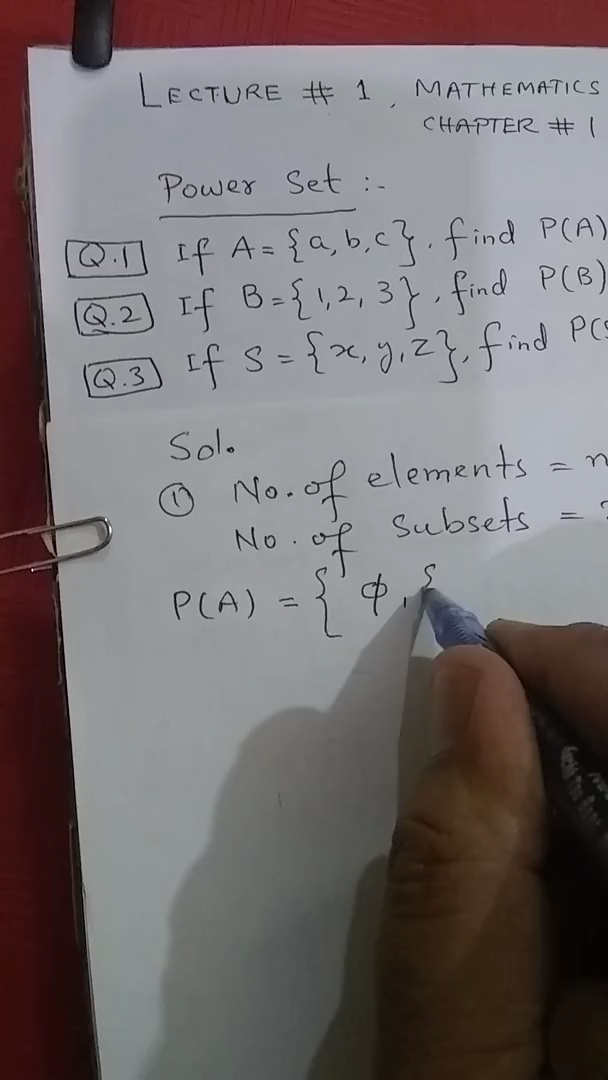 LECTURE # 1, MATHEMATICS
CHAPTER # 1
Power Set :-
Q.1 If A = {a, b, c}, find P(A)
Q.2 If B = {1, 2, 3}, find P(B)
Q.3 If S = {x, y, z}, find P(S
Sol.
① No. of elements = n
No. of subsets =
P(A) = { φ, {